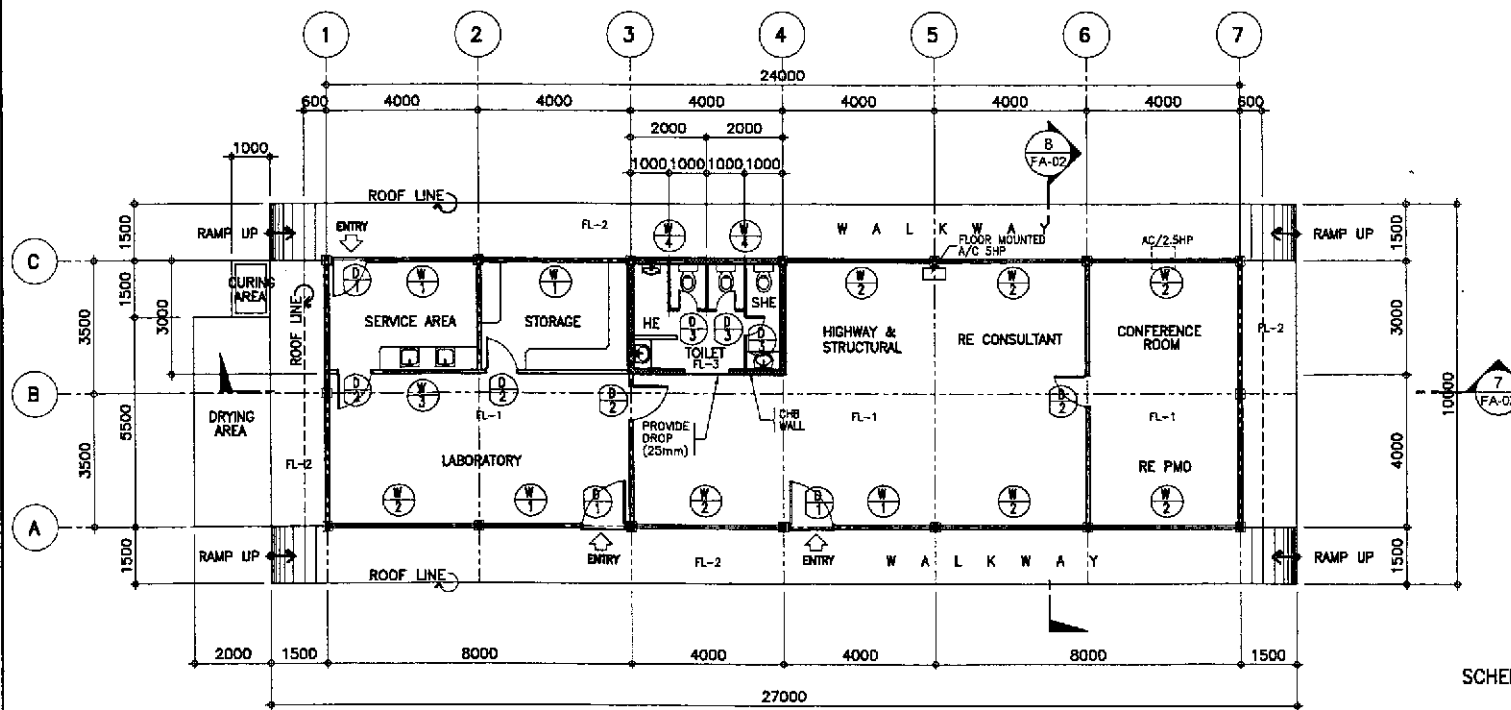 1 2 3 4 5 6 7
24000
600 4000 4000 4000 4000 4000 4000 600
2000 2000
1000
1000 1000 1000 1000
B
FA-02
ROOF LINE
ENTRY
FL-2
W
4
W
4
W A L K W A Y
1500
RAMP UP
FLOOR MOUNTED
A/C 5HP
AC/2.5HP
RAMP UP
1500
C
D
1
W
1
W
1
W
2
W
2
W
2
CURING
AREA
1500
3500
3000
ROOF LINE
SERVICE AREA
STORAGE
HE
D
3
D
3
SHE
D
3
TOILET
FL-3
HIGHWAY &
STRUCTURAL
RE CONSULTANT
CONFERENCE
ROOM
FL-2
3000
10000
7
B
D
2
W
3
D
2
FL-1
D
2
D
2
DRYING
AREA
5500
3500
PROVIDE
DROP
(25mm)
CHB
WALL
FL-1
FL-1
4000
FL-2
LABORATORY
RE PMO
W
2
W
1
D
1
W
2
D
1
W
1
W
2
W
2
A
1500
RAMP UP
ENTRY
FL-2
ENTRY
W A L K W A Y
RAMP UP
1500
ROOF LINE
2000 1500 8000 4000 4000 8000 1500
27000